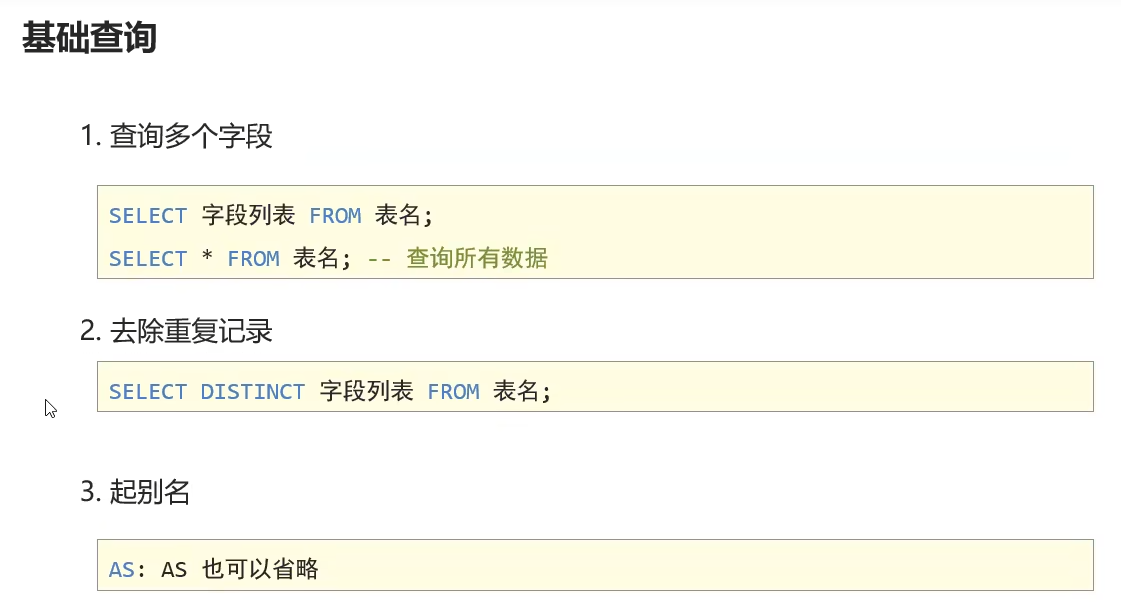 基础查询
1. 查询多个字段
SELECT 字段列表 FROM 表名;
SELECT * FROM 表名; -- 查询所有数据
2. 去除重复记录
SELECT DISTINCT 字段列表 FROM 表名;
3. 起别名
AS: AS 也可以省略